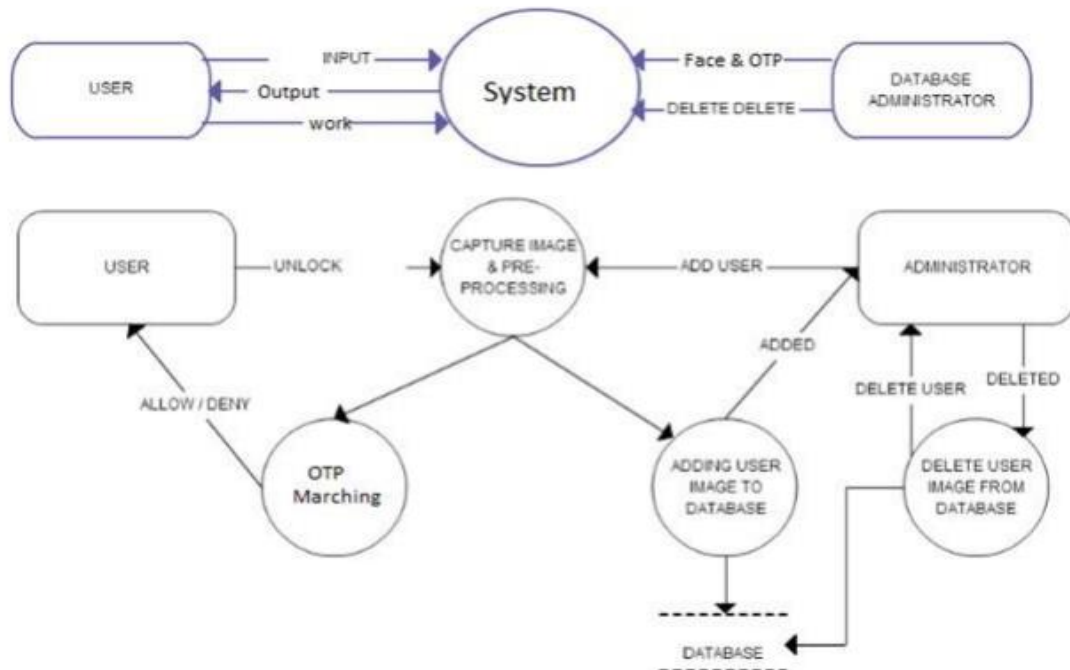 USER
INPUT
Output
work
System
Face & OTP
DELETE DELETE
DATABASE
ADMINISTRATOR
USER
UNLOCK
CAPTURE IMAGE
& PRE-
PROCESSING
ADD USER
ADMINISTRATOR
ALLOW / DENY
ADDED
DELETE USER
DELETED
OTP
Marching
ADDING USER
IMAGE TO
DATABASE
DELETE USER
IMAGE FROM
DATABASE
DATABASE